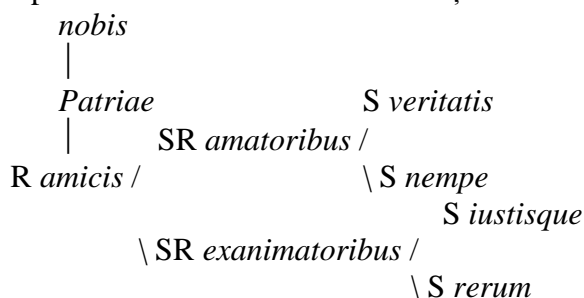 nobis
|
Patriae S veritatis
| SR amatoribus /
R amicis / \ S nempe
S iustisque
\ SR exanimatoribus /
\ S rerum